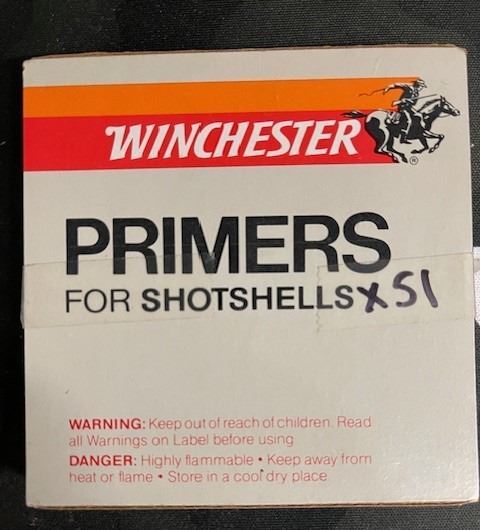 WINCHESTER
®
PRIMERS
FOR SHOTSHELLS X 51
WARNING: Keep out of reach of children. Read
all Warnings on Label before using
DANGER: Highly flammable • Keep away from
heat or flame • Store in a cool dry place.